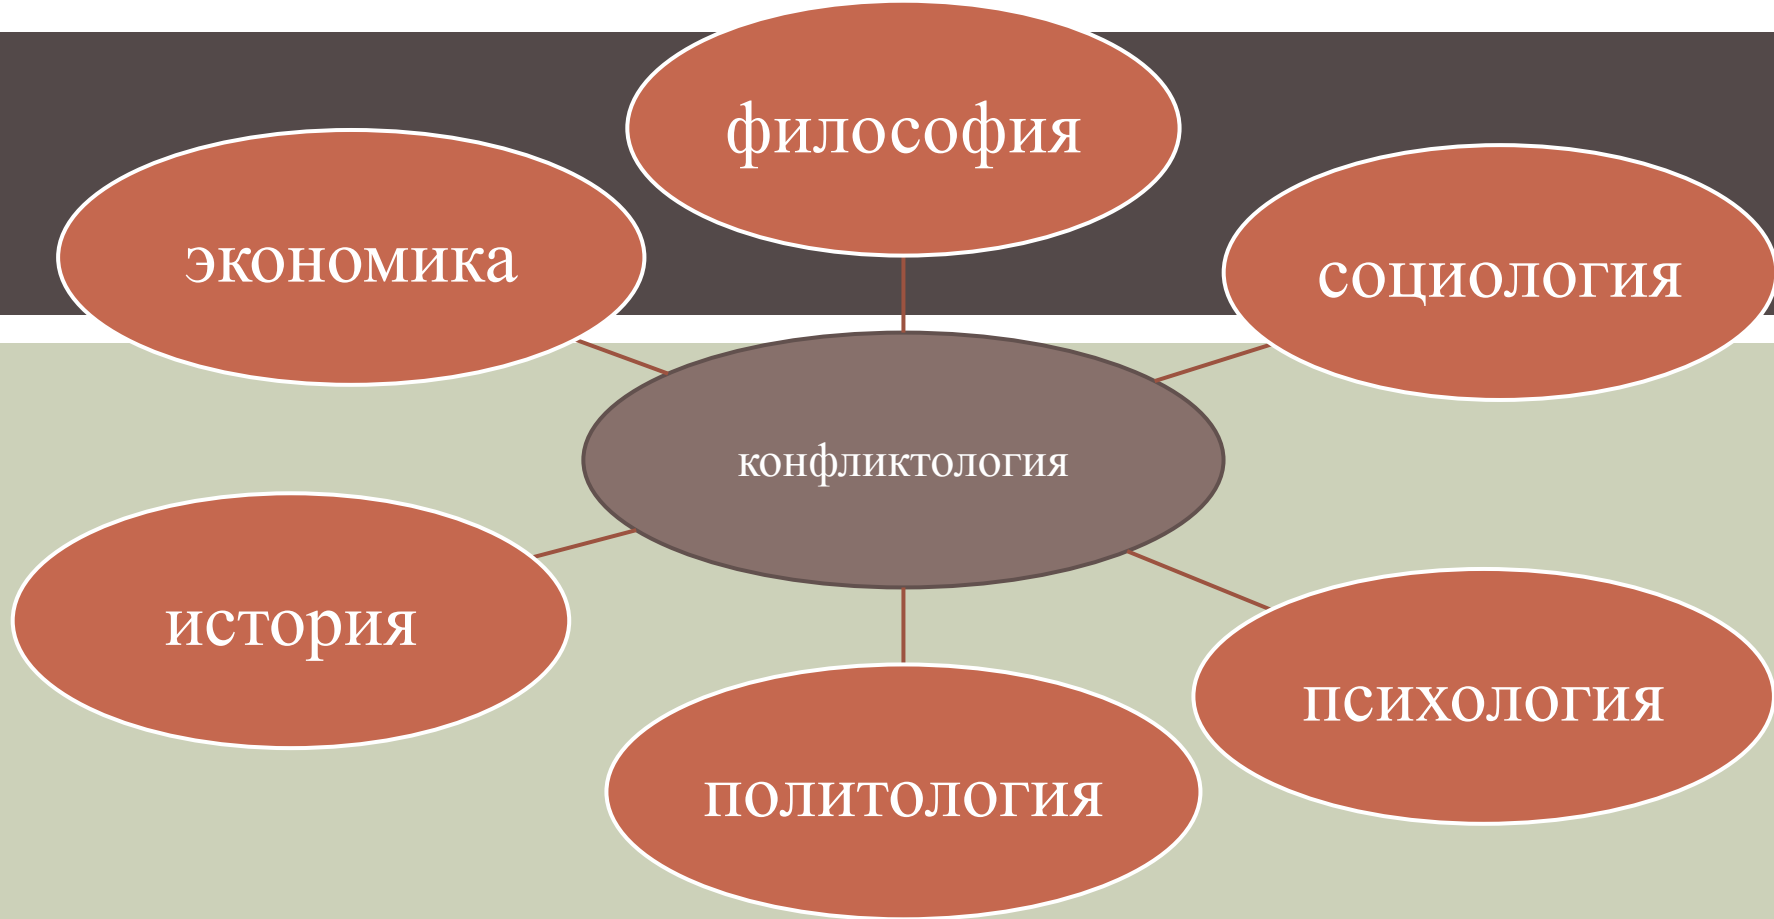 философия
экономика
социология
конфликтология
история
психология
политология